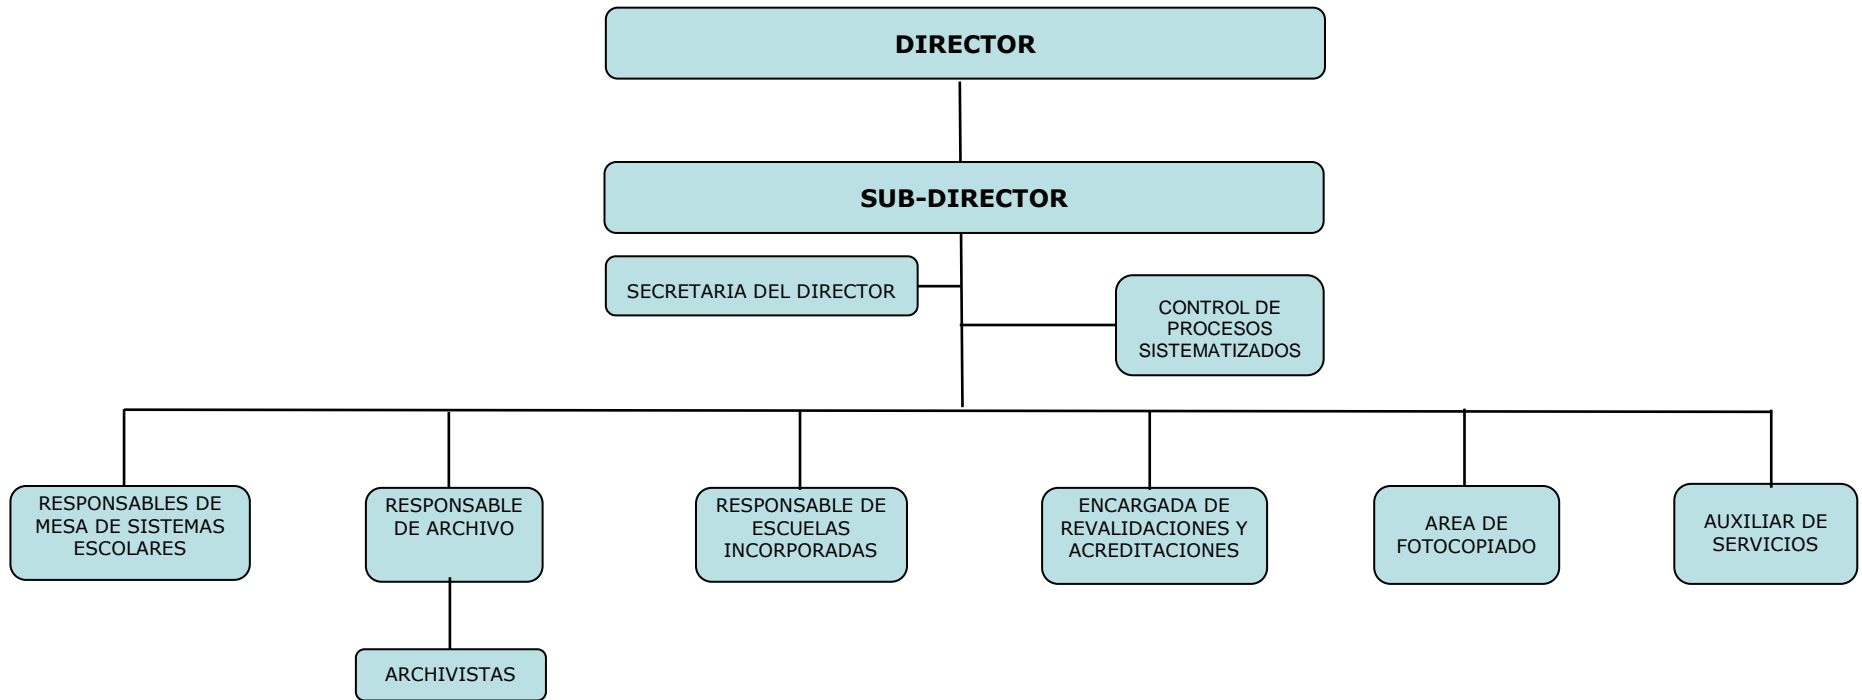 DIRECTOR
SUB-DIRECTOR
SECRETARIA DEL DIRECTOR
CONTROL DE
PROCESOS
SISTEMATIZADOS
RESPONSABLES DE
MESA DE SISTEMAS
ESCOLARES
RESPONSABLE
DE ARCHIVO
RESPONSABLE DE
ESCUELAS
INCORPORADAS
ENCARGADA DE
REVALIDACIONES Y
ACREDITACIONES
AREA DE
FOTOCOPIADO
AUXILIAR DE
SERVICIOS
ARCHIVISTAS